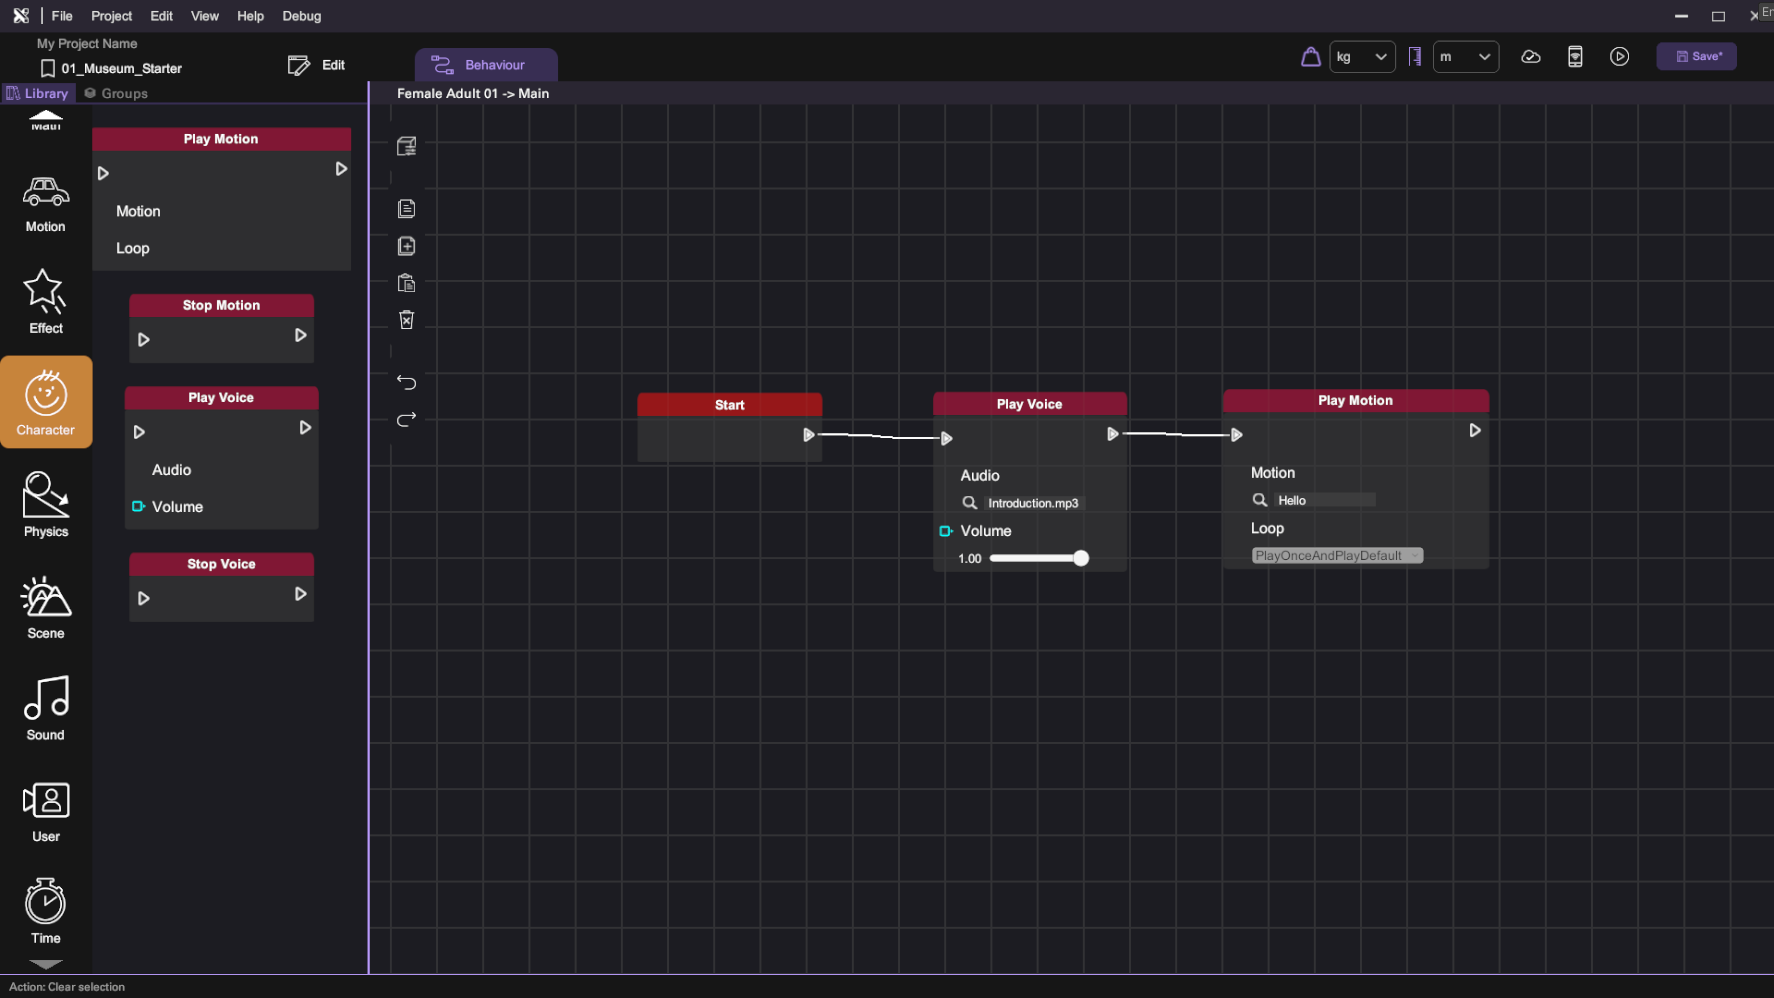 File Project Edit View Help Debug
En
My Project Name
01_Museum_Starter
Edit
Behaviour
kg
m
Save*
Library
Groups
Female Adult 01 -> Main
Math
Motion
Effect
Character
Physics
Scene
Sound
User
Time
Play Motion
Motion
Loop
Stop Motion
Play Voice
Audio
Volume
Stop Voice
Start
Play Voice
Audio
Introduction.mp3
Volume
1.00
Play Motion
Motion
Hello
Loop
PlayOnceAndPlayDefault
Action: Clear selection